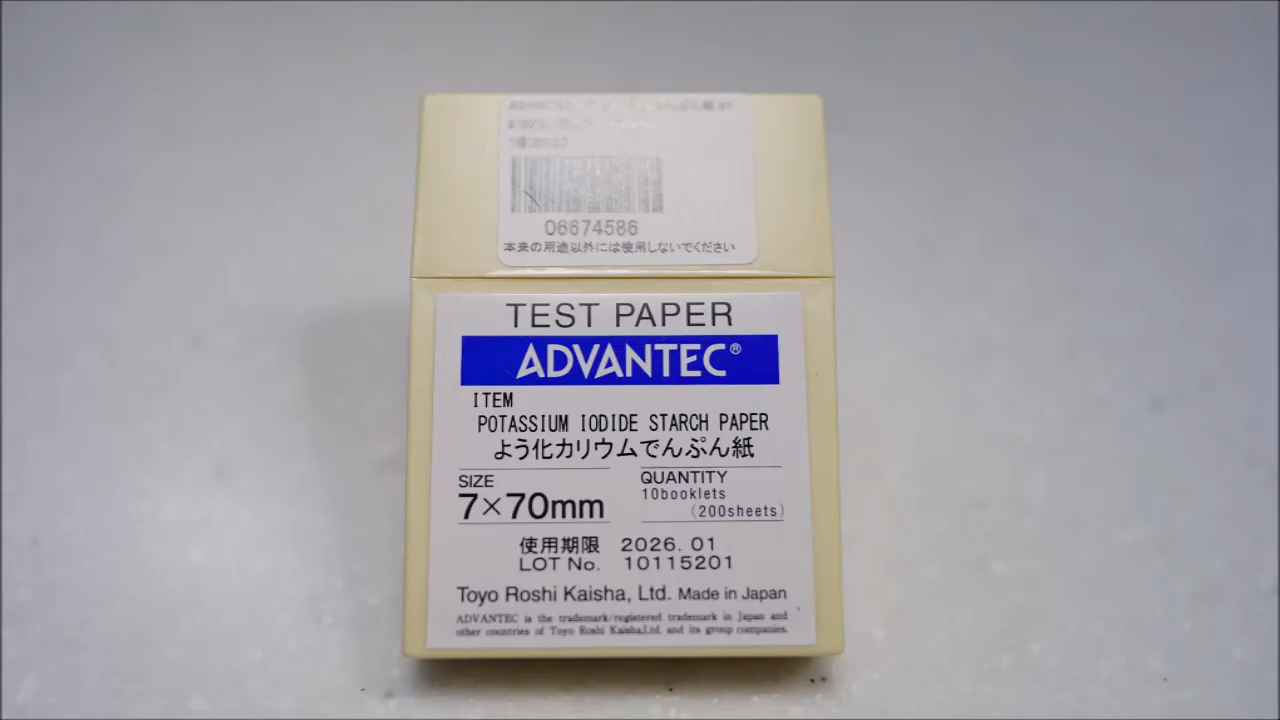 06674586
本来の用途以外には使用しないでください
TEST PAPER
ADVANTEC®
ITEM
POTASSIUM IODIDE STARCH PAPER
よう化カリウムでんぷん紙
SIZE
7×70mm
QUANTITY
10booklets
(200sheets)
使用期限 2026. 01
LOT No. 10115201
Toyo Roshi Kaisha, Ltd. Made in Japan
ADVANTEC is the trademark/registered trademark in Japan and
other countries of Toyo Roshi Kaisha,Ltd. and its group companies.